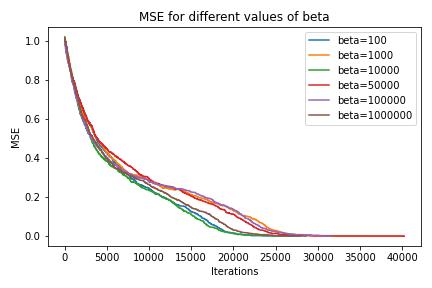 MSE for different values of beta
MSE
1.0
0.8
0.6
0.4
0.2
0.0
beta=100
beta=1000
beta=10000
beta=50000
beta=100000
beta=1000000
0 5000 10000 15000 20000 25000 30000 35000 40000
Iterations